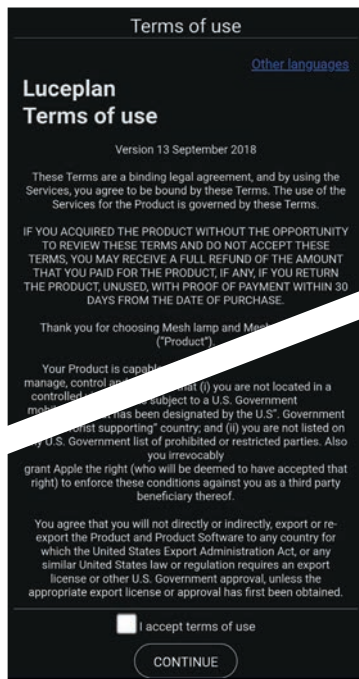 Terms of use
Other languages
Luceplan
Terms of use
Version 13 September 2018
These Terms are a binding legal agreement, and by using the
Services, you agree to be bound by these Terms. The use of the
Services for the Product is governed by these Terms.
IF YOU ACQUIRED THE PRODUCT WITHOUT THE OPPORTUNITY
TO REVIEW THESE TERMS AND DO NOT ACCEPT THESE
TERMS, YOU MAY RECEIVE A FULL REFUND OF THE AMOUNT
THAT YOU PAID FOR THE PRODUCT, IF ANY, IF YOU RETURN
THE PRODUCT, UNUSED, WITH PROOF OF PAYMENT WITHIN 30
DAYS FROM THE DATE OF PURCHASE.
Thank you for choosing Mesh lamp and
("Product").
Your Product is
manage, control that (i) you are not located in a
controlled subject to a U.S. Government
has been designated by the U.S". Government
supporting" country; and (ii) you are not listed on
U.S. Government list of prohibited or restricted parties. Also
you irrevocably
grant Apple the right (who will be deemed to have accepted that
right) to enforce these conditions against you as a third party
beneficiary thereof.
You agree that you will not directly or indirectly, export or re-
export the Product and Product Software to any country for
which the United States Export Administration Act, or any
similar United States law or regulation requires an export
license or other U.S. Government approval, unless the
appropriate export license or approval has first been obtained.
I accept terms of use
CONTINUE